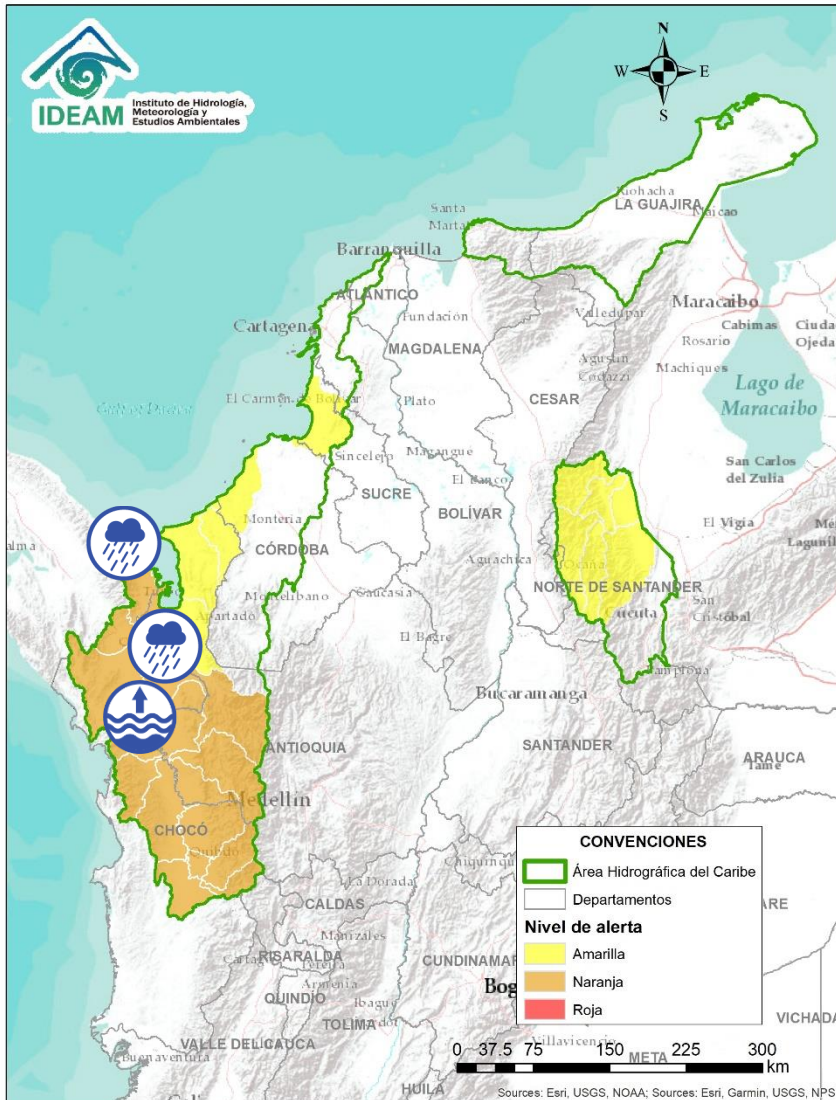 IDEAM
Instituto de Hidrología,
Meteorología y
Estudios Ambientales
N
W
E
S
Riohacha
LA GUAJIRA
Maicao
Santa
Marta
Barranquilla
ATLÁNTICO
Maracaibo
Fundación
Valledupar
Cabimas
Ciudad
Ojeda
Cartagena
Rosario
MAGDALENA
Agustín
Codazzi
Machiques
CESAR
Lago de
Maracaibo
El Carmen de Bolívar
Plato
Sincelejo
Magangué
San Carlos
del Zulia
El Banco
SUCRE
BOLÍVAR
Montería
El Vigía
CÓRDOBA
Aguachica
Ocaña
NORTE DE SANTANDER
Montelibano
Caucasia
Apartadó
Cúcuta
San
Cristóbal
El Bagre
Pamplona
Bucaramanga
ANTIOQUIA
SANTANDER
ARAUCA
Tame
Medellín
CHOCÓ
Quibdó
La Dorada
CALDAS
Manizales
RISARALDA
Pereira
Armenia
CUNDINAMAR
QUINDÍO
Ibagué
Bog
TOLIMA
VICHADA
VALLE DEL CAUCA
Villavicencio
META
Buenaventura
HUILA
CONVENCIONES
Área Hidrográfica del Caribe
Departamentos
Nivel de alerta
Amarilla
Naranja
Roja
0 37.5 75 150 225 300
km
Sources: Esri, USGS, NOAA; Sources: Esri, Garmin, USGS, NPS